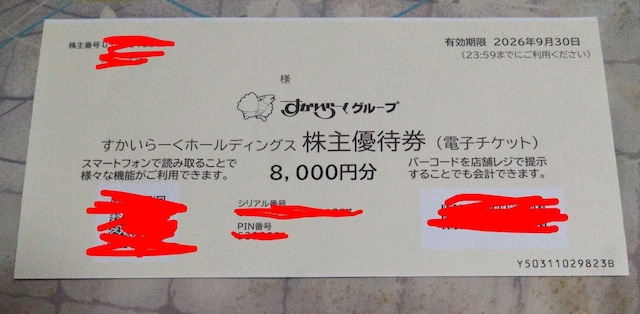 株主番号
有効期限 2026年9月30日
(23:59までにご利用ください)
様
すかいらーくグループ
すかいらーくホールディングス 株主優待券(電子チケット)
スマートフォンで読み取ることで
様々な機能がご利用できます。
8,000円分
バーコードを店舗レジで提示
することでも会計できます。
シリアル番号
PIN番号
Y50311029823B